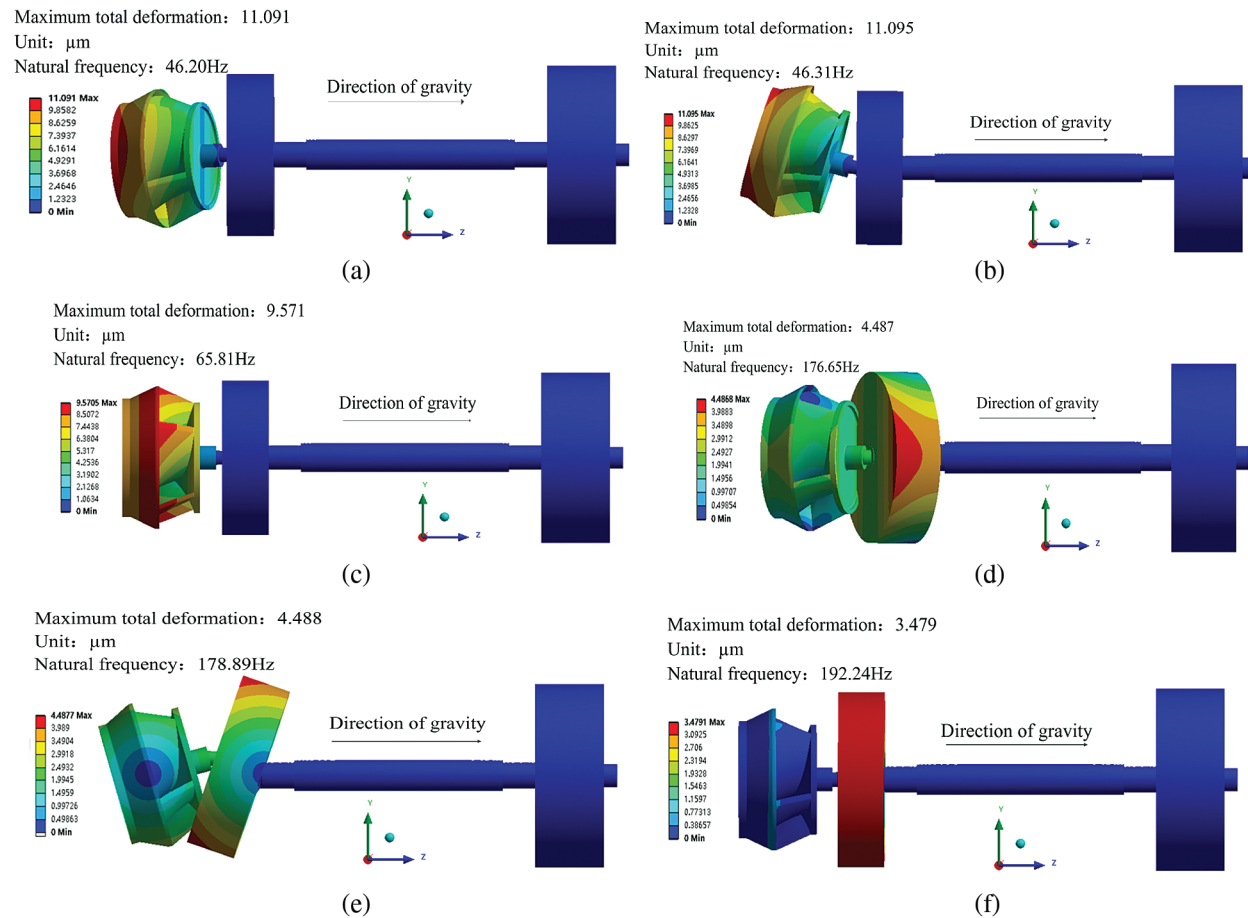 Maximum total deformation：11.091
Unit：µm
Natural frequency：46.20Hz
11.091 Max
9.8582
8.6259
7.3937
6.1614
4.9291
3.6968
2.4646
1.2323
0 Min
Direction of gravity
Y
Z
(a)
Maximum total deformation：11.095
Unit：µm
Natural frequency：46.31Hz
11.095 Max
9.8625
8.6297
7.3969
6.1641
4.9313
3.6985
2.4656
1.2328
0 Min
Direction of gravity
Y
Z
(b)
Maximum total deformation：9.571
Unit：µm
Natural frequency：65.81Hz
9.5705 Max
8.5072
7.4438
6.3804
5.317
4.2536
3.1902
2.1268
1.0634
0 Min
Direction of gravity
Y
Z
(c)
Maximum total deformation：4.487
Unit：µm
Natural frequency：176.65Hz
4.4868 Max
3.9883
3.4898
2.9912
2.4927
1.9941
1.4956
0.99707
0.49854
0 Min
Direction of gravity
Y
Z
(d)
Maximum total deformation：4.488
Unit：µm
Natural frequency：178.89Hz
4.4877 Max
3.989
3.4904
2.9918
2.4932
1.9945
1.4959
0.99726
0.49863
0 Min
Direction of gravity
Y
Z
(e)
Maximum total deformation：3.479
Unit：µm
Natural frequency：192.24Hz
3.4791 Max
3.0925
2.706
2.3194
1.9328
1.5463
1.1597
0.77313
0.38657
0 Min
Direction of gravity
Y
Z
(f)